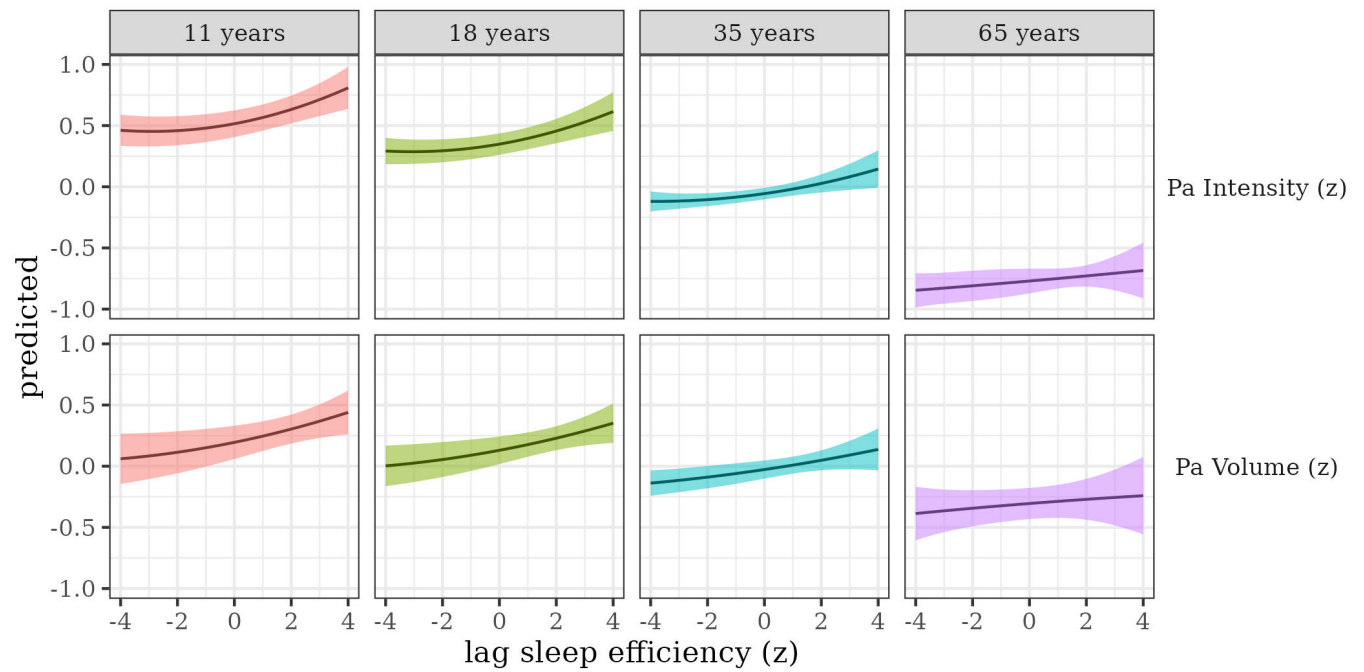 11 years 18 years 35 years 65 years
1.0
0.5
0.0
-0.5
-1.0
Pa Intensity (z)
predicted
1.0
0.5
0.0
-0.5
-1.0
Pa Volume (z)
-4 -2 0 2 4 -4 -2 0 2 4 -4 -2 0 2 4 -4 -2 0 2 4
lag sleep efficiency (z)